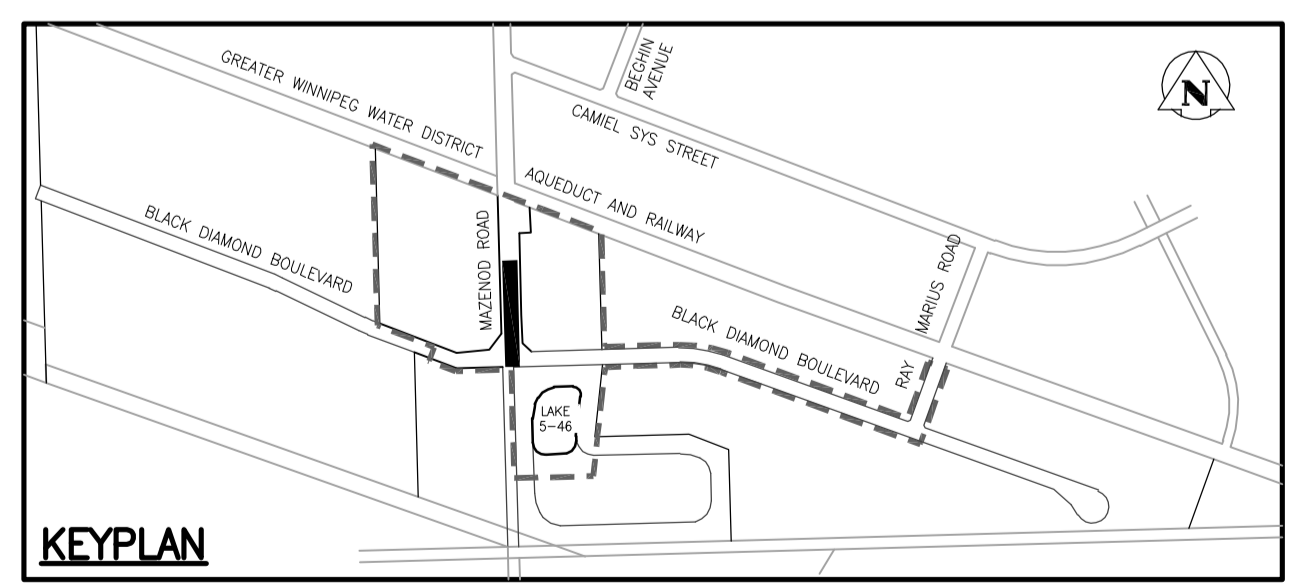 GREATER WINNIPEG WATER DISTRICT
BEGHIN
AVENUE
N
CAMIEL SYS STREET
AQUEDUCT AND RAILWAY
BLACK DIAMOND BOULEVARD
MAZENOD ROAD
MARIUS ROAD
BLACK DIAMOND BOULEVARD
RAY
LAKE
5-46
KEYPLAN